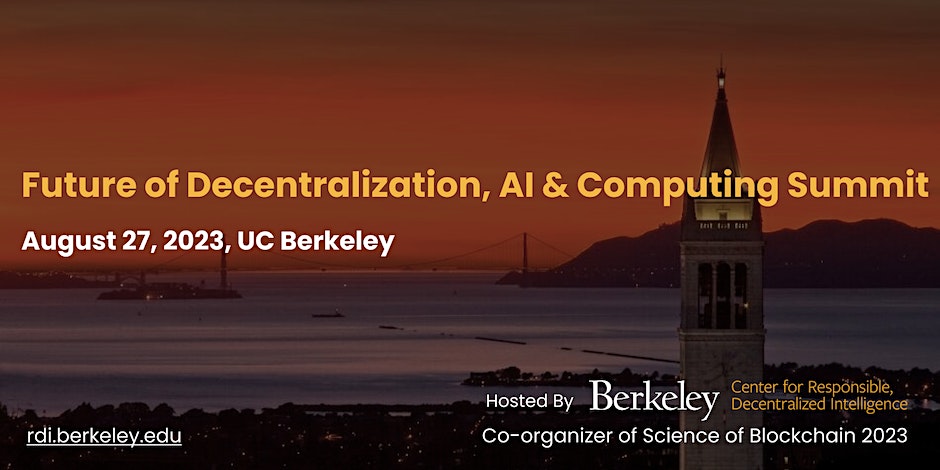 Future of Decentralization, AI & Computing Summit
August 27, 2023, UC Berkeley
Hosted By Berkeley Center for Responsible,
Decentralized Intelligence
rdi.berkeley.edu
Co-organizer of Science of Blockchain 2023